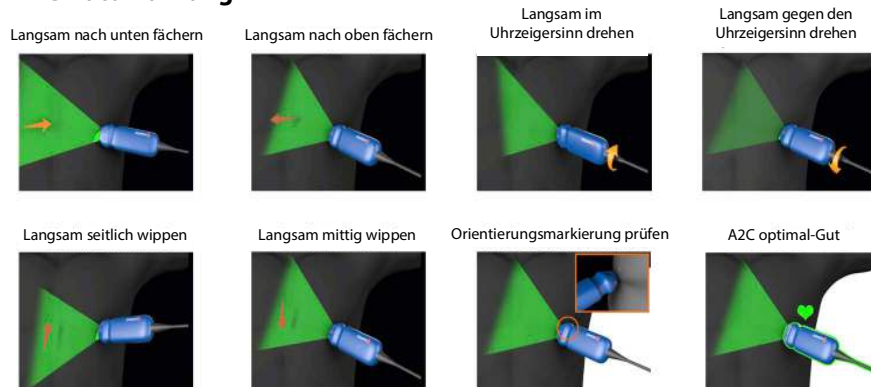 Langsam nach unten fächern
Langsam nach oben fächern
Langsam im
Uhrzeigersinn drehen
Langsam gegen den
Uhrzeigersinn drehen
Langsam seitlich wippen
Langsam mittig wippen
Orientierungsmarkierung prüfen
A2C optimal-Gut